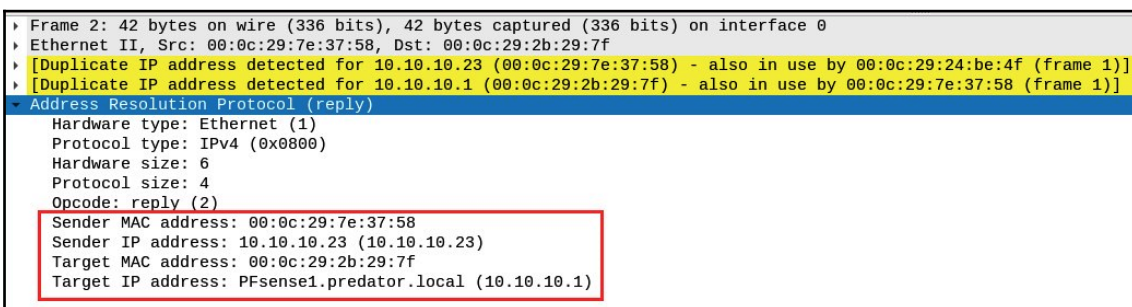 Frame 2: 42 bytes on wire (336 bits), 42 bytes captured (336 bits) on interface 0
Ethernet II, Src: 00:0c:29:7e:37:58, Dst: 00:0c:29:2b:29:7f
[Duplicate IP address detected for 10.10.10.23 (00:0c:29:7e:37:58) - also in use by 00:0c:29:24:be:4f (frame 1)]
[Duplicate IP address detected for 10.10.10.1 (00:0c:29:2b:29:7f) - also in use by 00:0c:29:7e:37:58 (frame 1)]
Address Resolution Protocol (reply)
Hardware type: Ethernet (1)
Protocol type: IPv4 (0x0800)
Hardware size: 6
Protocol size: 4
Opcode: reply (2)
Sender MAC address: 00:0c:29:7e:37:58
Sender IP address: 10.10.10.23 (10.10.10.23)
Target MAC address: 00:0c:29:2b:29:7f
Target IP address: PFsense1.predator.local (10.10.10.1)